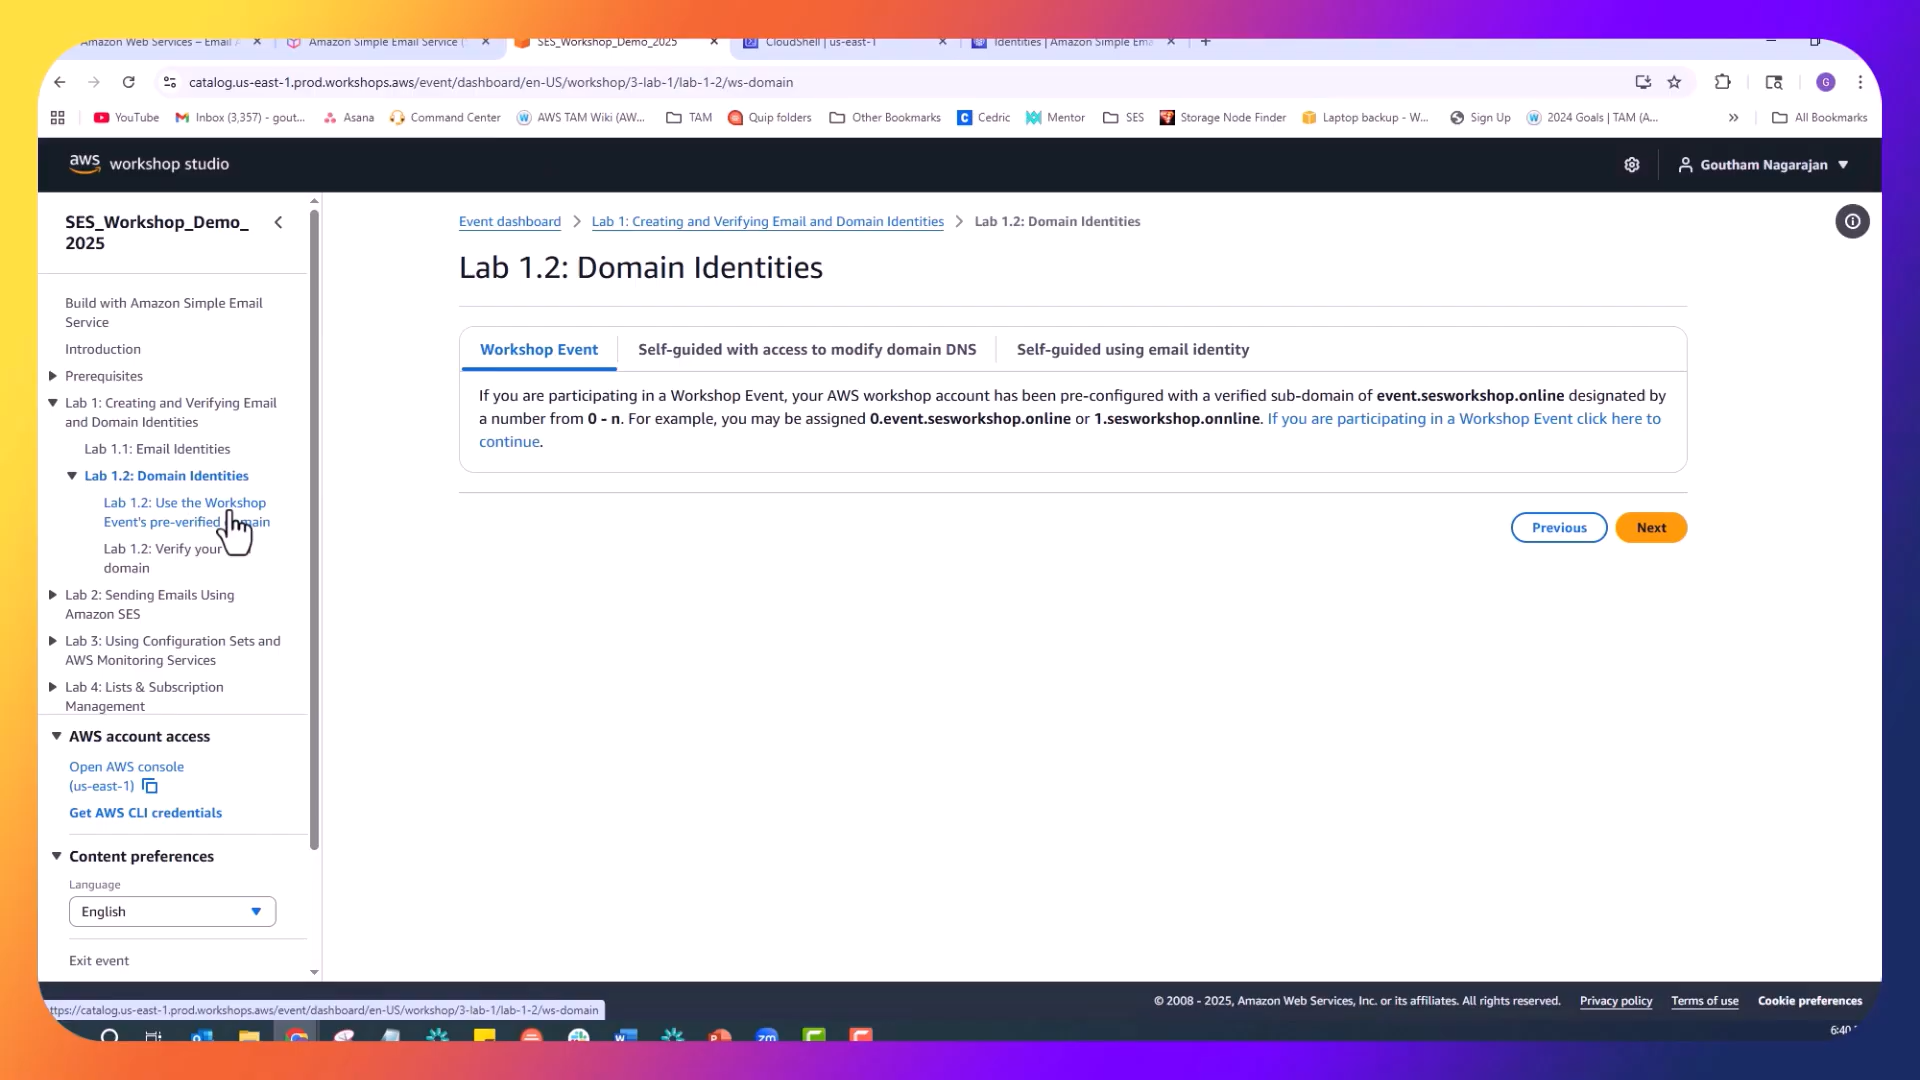 Amazon Web Services – Email
Amazon Simple Email Service (
SES_Workshop_Demo_2025
CloudShell | us-east-1
Identities | Amazon Simple Ema
catalog.us-east-1.prod.workshops.aws/event/dashboard/en-US/workshop/3-lab-1/lab-1-2/ws-domain
G
YouTube
Inbox (3,357) - gout...
Asana
Command Center
AWS TAM Wiki (AW...
TAM
Quip folders
Other Bookmarks
Cedric
Mentor
SES
Storage Node Finder
Laptop backup - W...
Sign Up
2024 Goals | TAM (A...
All Bookmarks
aws workshop studio
Goutham Nagarajan
SES_Workshop_Demo_
2025
Build with Amazon Simple Email
Service
Introduction
Prerequisites
Lab 1: Creating and Verifying Email
and Domain Identities
Lab 1.1: Email Identities
Lab 1.2: Domain Identities
Lab 1.2: Use the Workshop
Event's pre-verified domain
Lab 1.2: Verify your
domain
Lab 2: Sending Emails Using
Amazon SES
Lab 3: Using Configuration Sets and
AWS Monitoring Services
Lab 4: Lists & Subscription
Management
AWS account access
Open AWS console
(us-east-1)
Get AWS CLI credentials
Content preferences
Language
English
Exit event
Event dashboard > Lab 1: Creating and Verifying Email and Domain Identities > Lab 1.2: Domain Identities
Lab 1.2: Domain Identities
Workshop Event
Self-guided with access to modify domain DNS
Self-guided using email identity
If you are participating in a Workshop Event, your AWS workshop account has been pre-configured with a verified sub-domain of event.sesworkshop.online designated by
a number from 0 - n. For example, you may be assigned 0.event.sesworkshop.online or 1.sesworkshop.onnline. If you are participating in a Workshop Event click here to
continue.
Previous
Next
© 2008 - 2025, Amazon Web Services, Inc. or its affiliates. All rights reserved.
Privacy policy
Terms of use
Cookie preferences
ttps://catalog.us-east-1.prod.workshops.aws/event/dashboard/en-US/workshop/3-lab-1/lab-1-2/ws-domain
zm
6:40